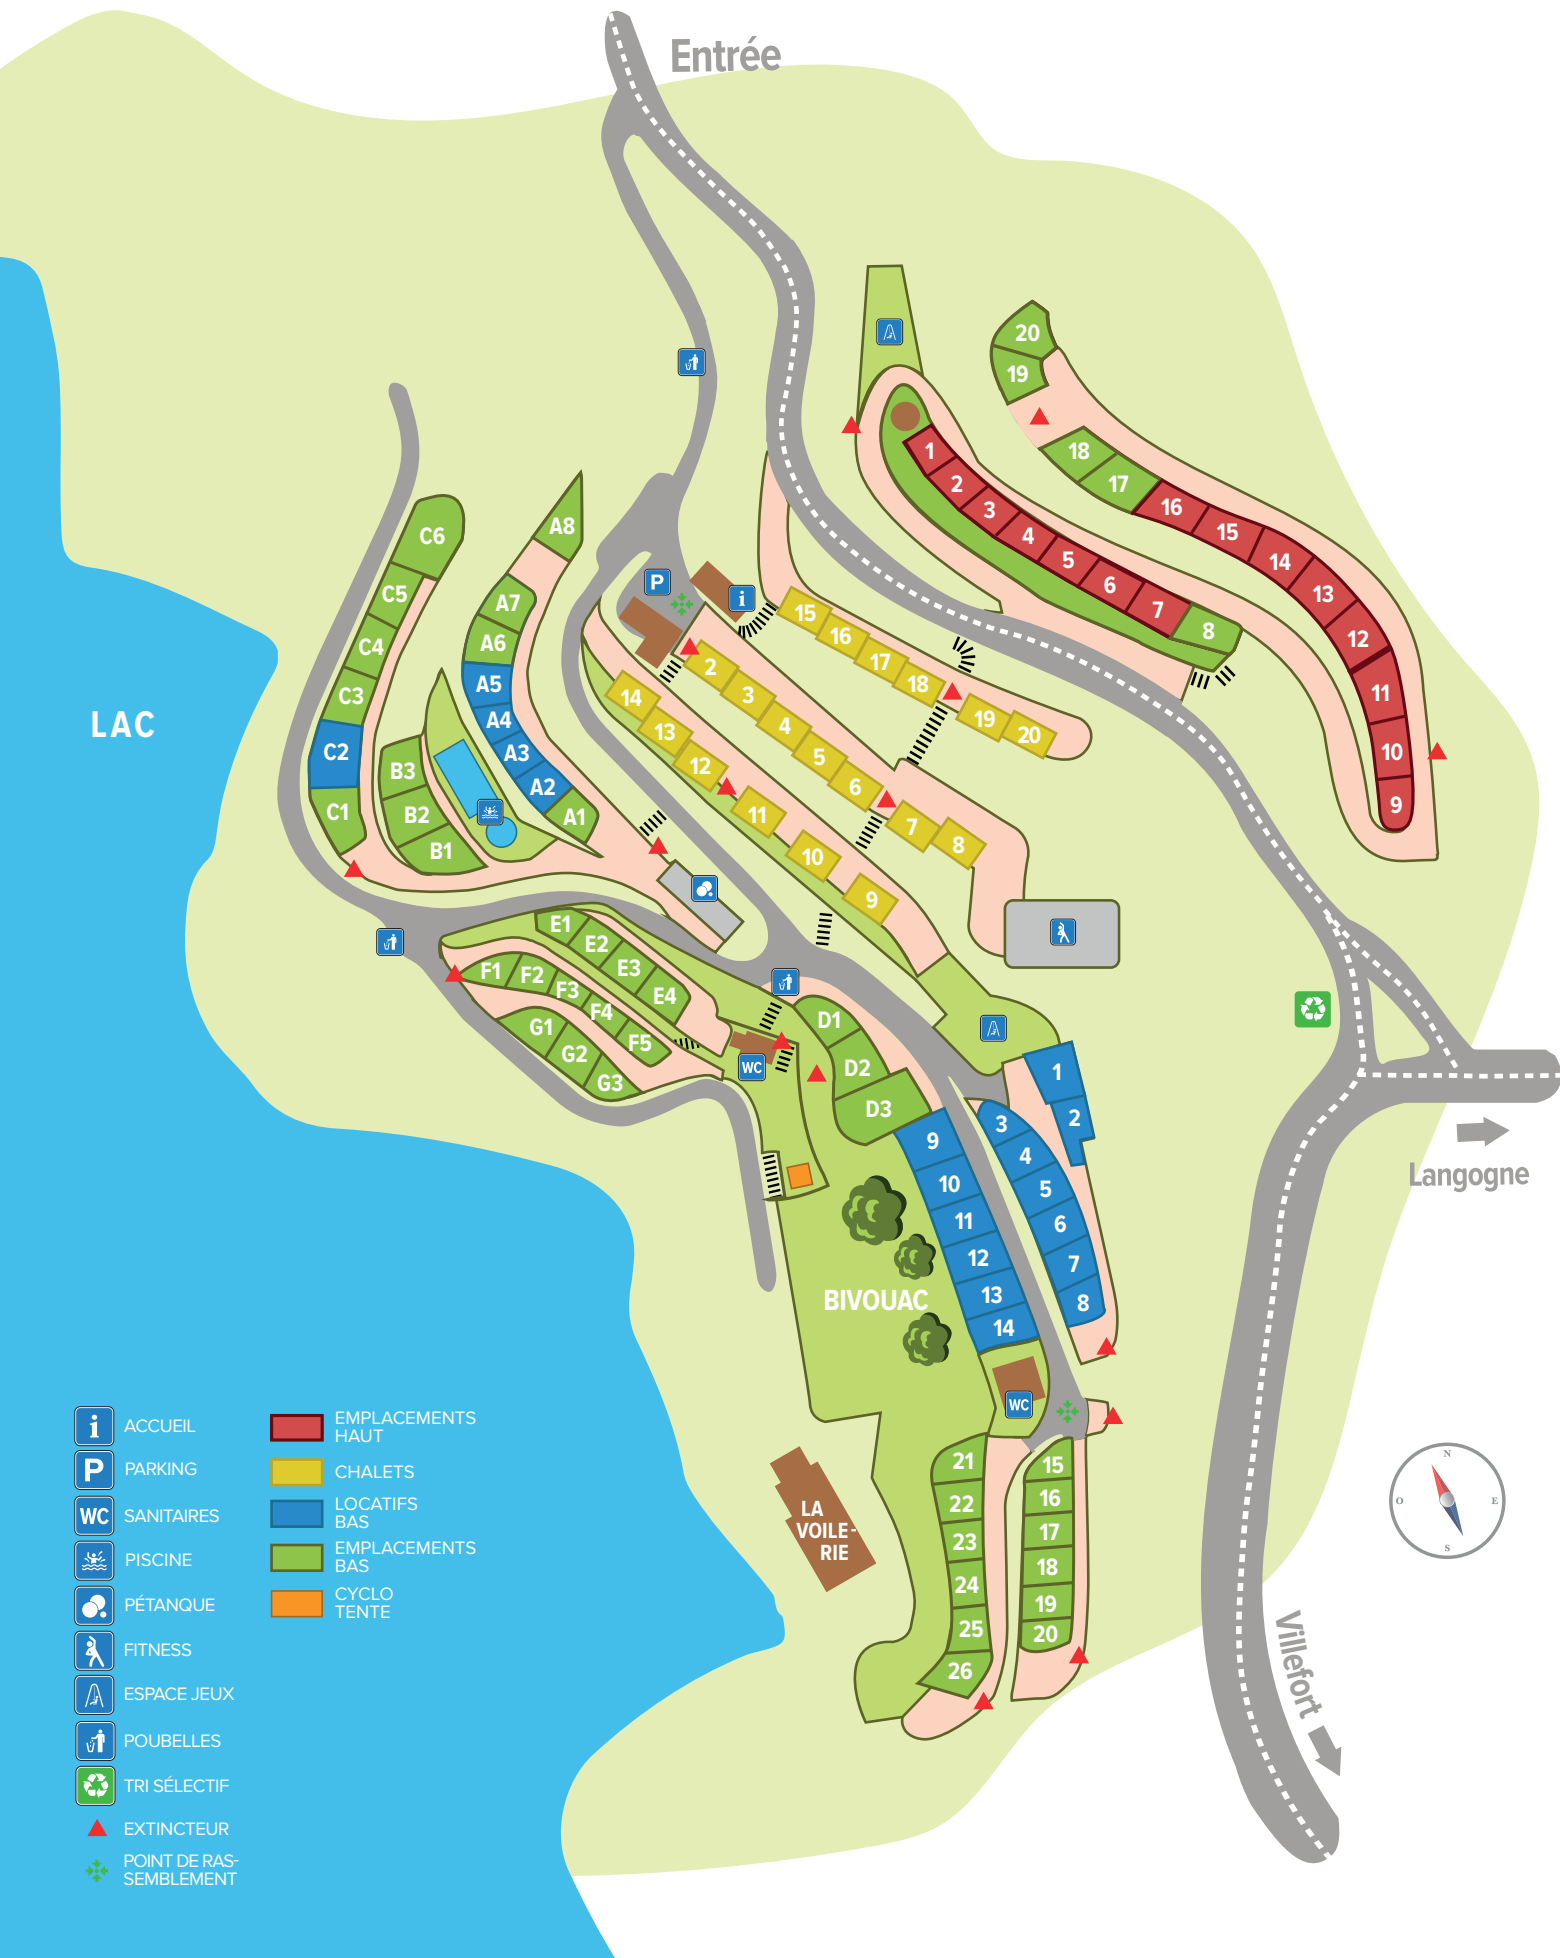 Entrée
20
19
18
17
16
15
14
13
12
11
10
9
1
2
3
4
5
6
7
8
C6
C5
C4
C3
C2
C1
A8
A7
A6
A5
A4
A3
A2
A1
B3
B2
B1
P
i
15
16
17
18
19
20
2
3
4
5
6
7
8
14
13
12
11
10
9
LAC
E1
E2
E3
E4
F1
F2
F3
F4
F5
G1
G2
G3
WC
D1
D2
D3
1
2
3
4
5
6
7
8
9
10
11
12
13
14
BIVOUAC
WC
Langogne
21
22
23
24
25
26
15
16
17
18
19
20
LA
VOILE-
RIE
N
O
E
S
Villefort
i ACCUEIL
P PARKING
WC SANITAIRES
PISCINE
PÉTANQUE
FITNESS
ESPACE JEUX
POUBELLES
TRI SÉLECTIF
EXTINCTEUR
POINT DE RAS-
SEMBLEMENT
EMPLACEMENTS
HAUT
CHALETS
LOCATIFS
BAS
EMPLACEMENTS
BAS
CYCLO
TENTE